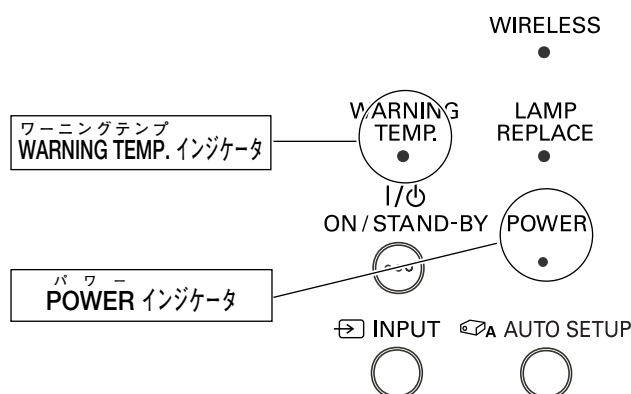 WIRELESS
WARNING TEMP.
LAMP REPLACE
ワーニングテンプ
WARNING TEMP. インジケータ
I/⏻
ON / STAND-BY
POWER
パワー
POWER インジケータ
INPUT
A AUTO SETUP